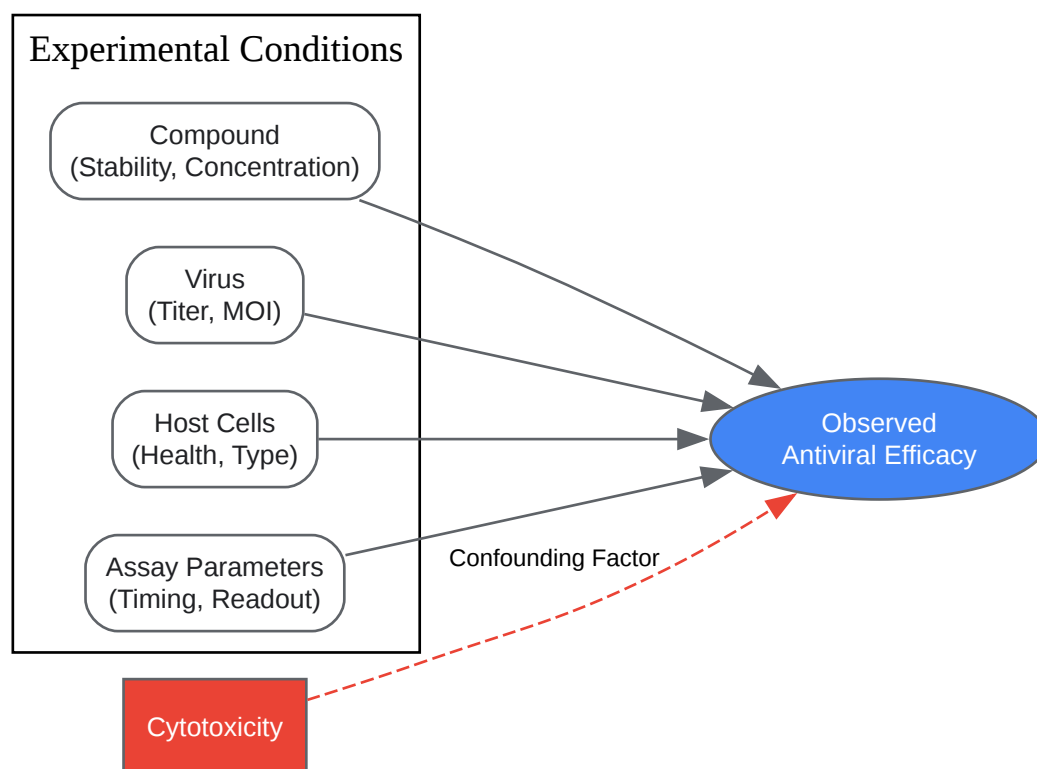 Experimental Conditions
Compound
(Stability, Concentration)
Virus
(Titer, MOI)
Host Cells
(Health, Type)
Assay Parameters
(Timing, Readout)
Observed
Antiviral Efficacy
Confounding Factor
Cytotoxicity